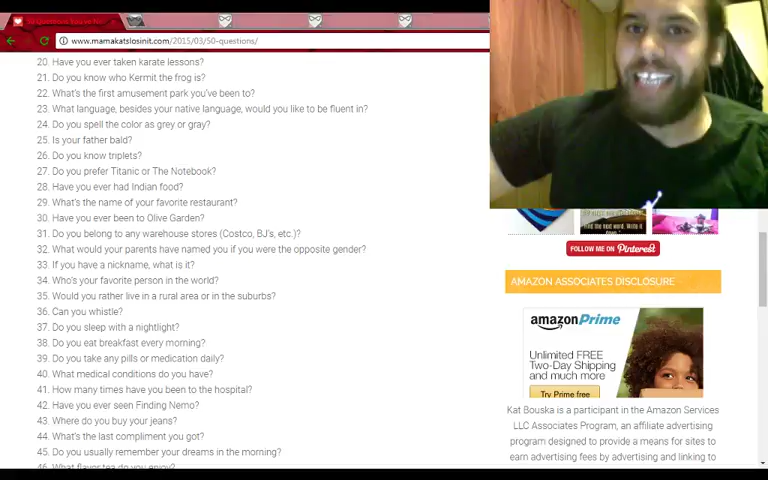 50 Questions You've N
www.mamakatslosinit.com/2015/03/50-questions/
20. Have you ever taken karate lessons?
21. Do you know who Kermit the frog is?
22. What's the first amusement park you've been to?
23. What language, besides your native language, would you like to be fluent in?
24. Do you spell the color as grey or gray?
25. Is your father bald?
26. Do you know triplets?
27. Do you prefer Titanic or The Notebook?
28. Have you ever had Indian food?
29. What's the name of your favorite restaurant?
30. Have you ever been to Olive Garden?
31. Do you belong to any warehouse stores (Costco, BJ's, etc.)?
32. What would your parents have named you if you were the opposite gender?
33. If you have a nickname, what is it?
34. Who's your favorite person in the world?
35. Would you rather live in a rural area or in the suburbs?
36. Can you whistle?
37. Do you sleep with a nightlight?
38. Do you eat breakfast every morning?
39. Do you take any pills or medication daily?
40. What medical conditions do you have?
41. How many times have you been to the hospital?
42. Have you ever seen Finding Nemo?
43. Where do you buy your jeans?
44. What's the last compliment you got?
45. Do you usually remember your dreams in the morning?
46. What flavor tea do you enjoy?
FOLLOW ME ON Pinterest
AMAZON ASSOCIATES DISCLOSURE
amazonPrime
Unlimited FREE
Two-Day Shipping
and much more
Try Prime free
Kat Bouska is a participant in the Amazon Services
LLC Associates Program, an affiliate advertising
program designed to provide a means for sites to
earn advertising fees by advertising and linking to